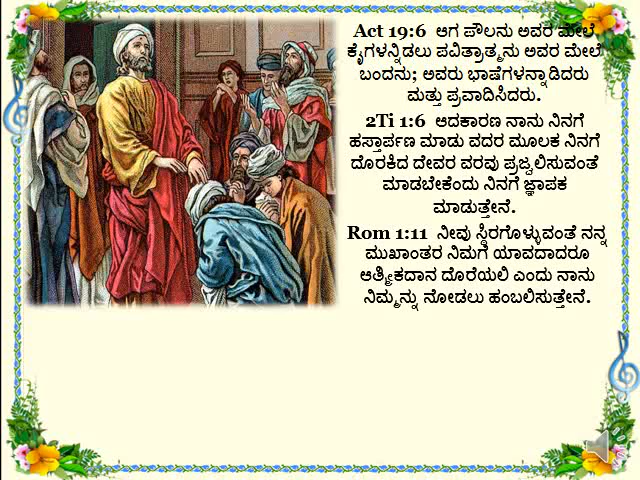 Act 19:6 ಆಗ ಪೌಲನು ಅವರ ಮೇಲೆ
ಕೈಗಳನ್ನಿಡಲು ಪವಿತ್ರಾತ್ಮನು ಅವರ ಮೇಲೆ
ಬಂದನು; ಅವರು ಭಾಷೆಗಳನ್ನಾಡಿದರು
ಮತ್ತು ಪ್ರವಾದಿಸಿದರು.
2Ti 1:6 ಆದಕಾರಣ ನಾನು ನಿನಗೆ
ಹಸ್ತಾರ್ಪಣ ಮಾಡು ವದರ ಮೂಲಕ ನಿನಗೆ
ದೊರಕಿದ ದೇವರ ವರವು ಪ್ರಜ್ವಲಿಸುವಂತೆ
ಮಾಡಬೇಕೆಂದು ನಿನಗೆ ಜ್ಞಾಪಕ
ಮಾಡುತ್ತೇನೆ.
Rom 1:11 ನೀವು ಸ್ಥಿರಗೊಳ್ಳುವಂತೆ ನನ್ನ
ಮುಖಾಂತರ ನಿಮಗೆ ಯಾವದಾದರೂ
ಆತ್ಮೀಕದಾನ ದೊರೆಯಲಿ ಎಂದು ನಾನು
ನಿಮ್ಮನ್ನು ನೋಡಲು ಹಂಬಲಿಸುತ್ತೇನೆ.